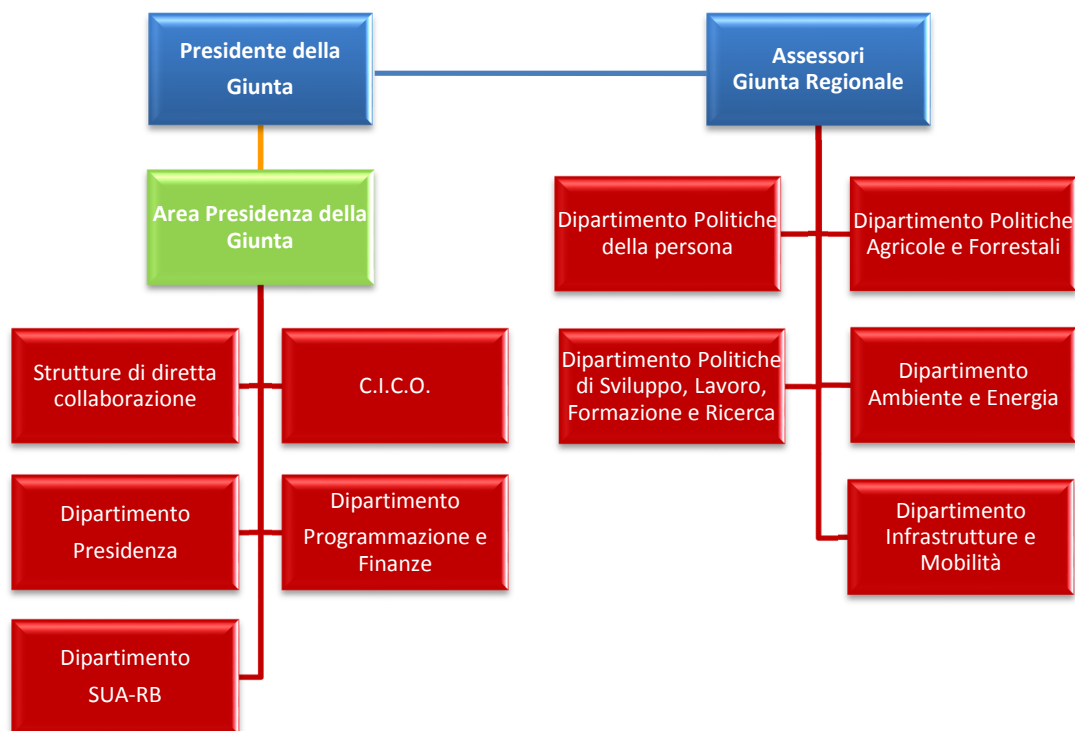 Presidente della
Giunta
Assessori
Giunta Regionale
Area Presidenza della
Giunta
Dipartimento Politiche
della persona
Dipartimento Politiche
Agricole e Forrestali
Strutture di diretta
collaborazione
C.I.C.O.
Dipartimento Politiche
di Sviluppo, Lavoro,
Formazione e Ricerca
Dipartimento
Ambiente e Energia
Dipartimento
Presidenza
Dipartimento
Programmazione e
Finanze
Dipartimento
Infrastrutture e
Mobilità
Dipartimento
SUA-RB